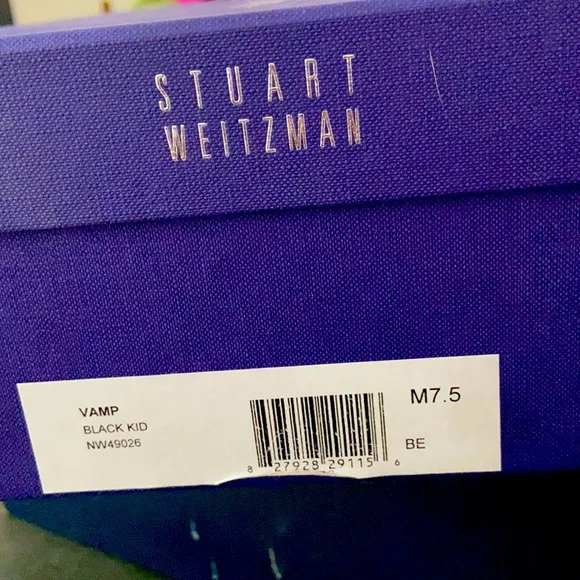 STUART
WEITZMAN
VAMP
BLACK KID
NW49026
8 27928 29115 6
M7.5
BE